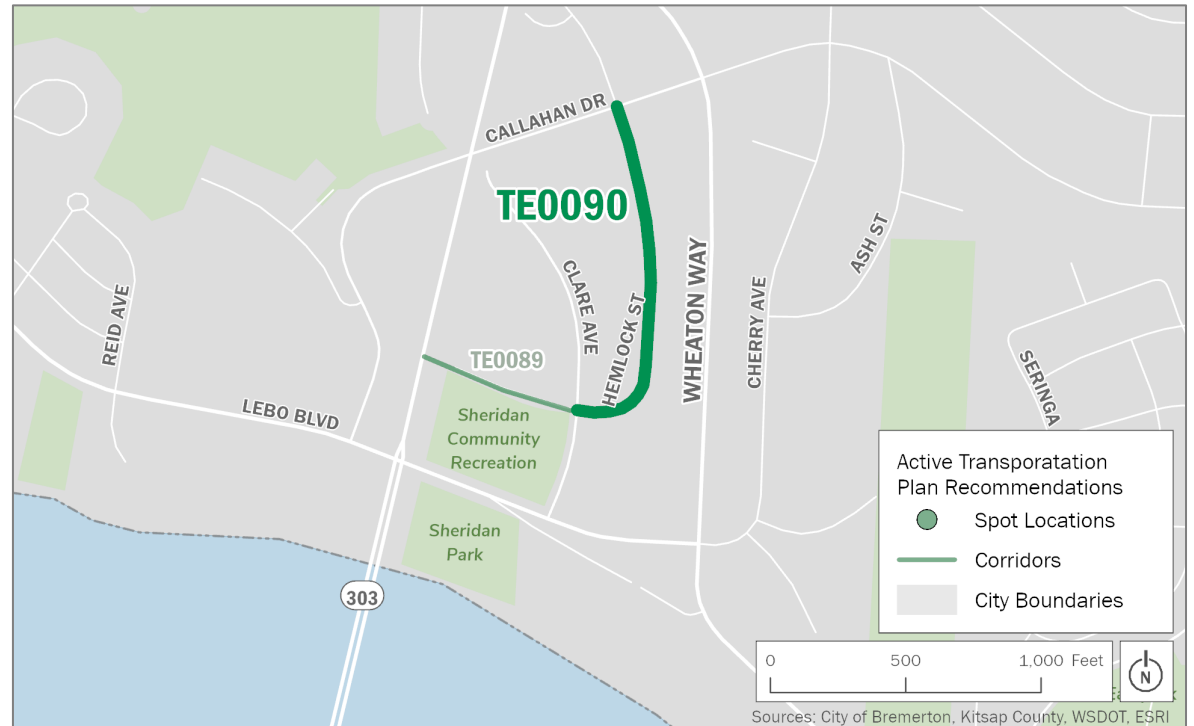 CALLAHAN DR
TE0090
ASH ST
CLARE AVE
WHEATON WAY
REID AVE
HEMLOCK ST
CHERRY AVE
TE0089
SERINGA
LEBO BLVD
Sheridan
Community
Recreation
Sheridan
Park
303
Active Transporatation
Plan Recommendations
Spot Locations
Corridors
City Boundaries
0 500 1,000 Feet
N
Sources: City of Bremerton, Kitsap County, WSDOT, ESRI